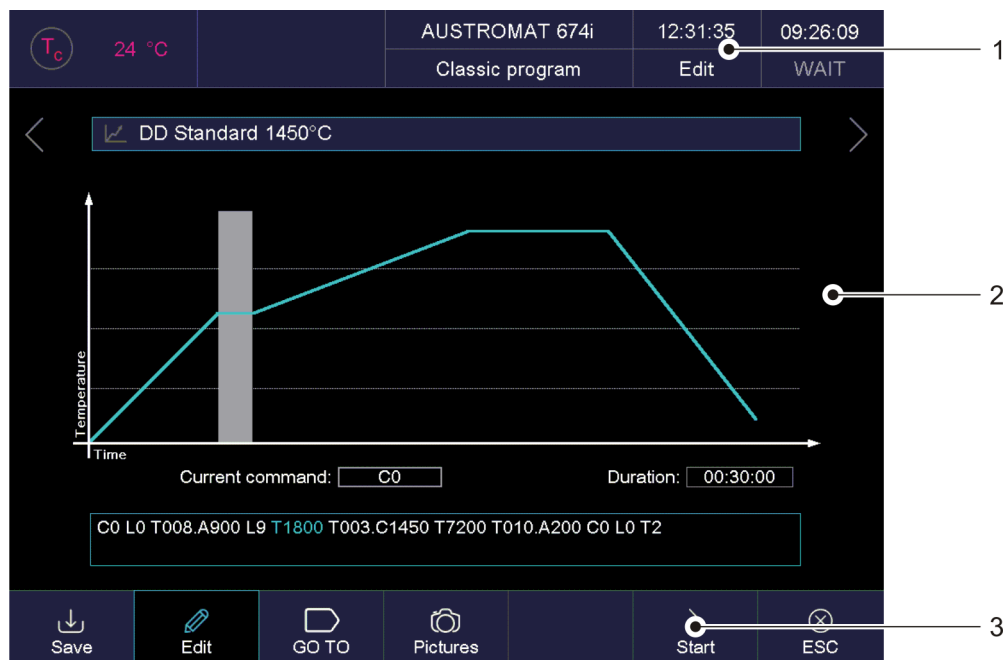 Tc 24 °C
AUSTROMAT 674i 12:31:35 09:26:09
Classic program Edit WAIT
1
DD Standard 1450°C
2
Temperature
Time
Current command: C0 Duration: 00:30:00
C0 L0 T008.A900 L9 T1800 T003.C1450 T7200 T010.A200 C0 L0 T2
Save Edit GO TO Pictures Start ESC
3